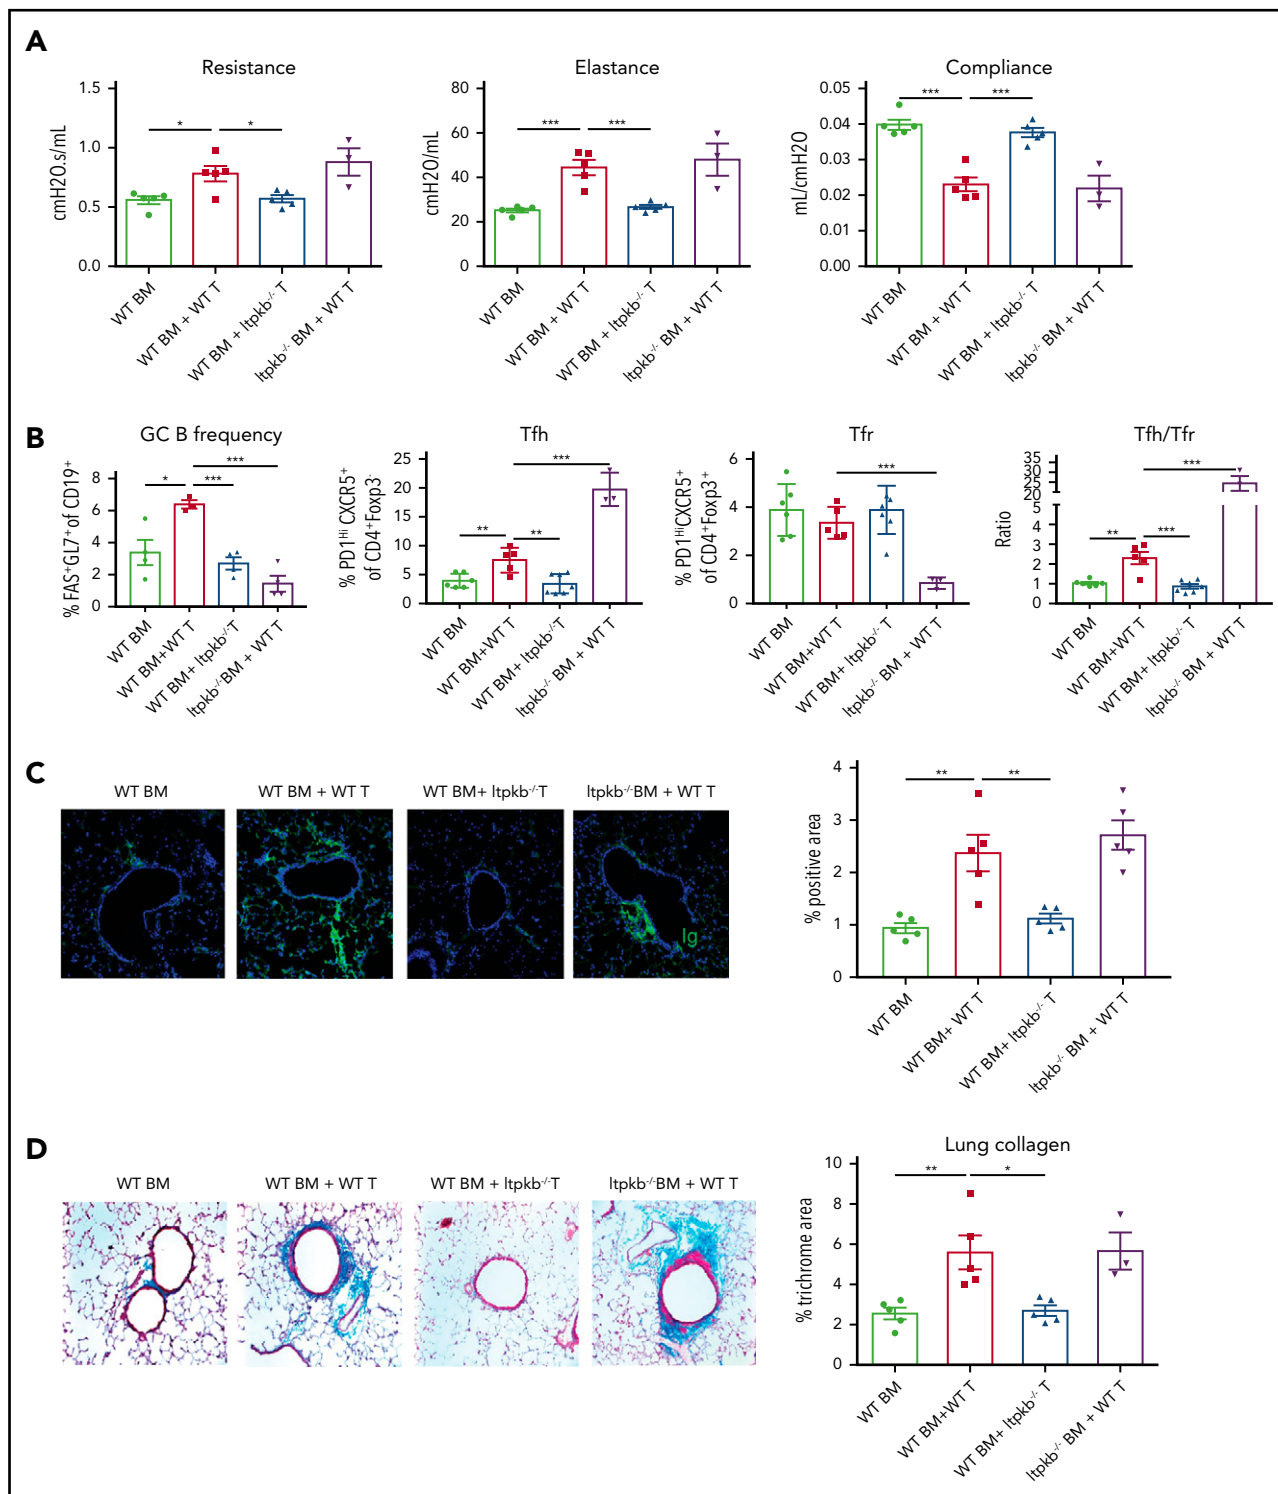 A
Resistance
Elastance
Compliance
cmH2O.s/mL
1.5
1.0
0.5
0.0
*
*
WT BM
WT BM + WT T
WT BM + Itpkb-/- T
Itpkb-/- BM + WT T
cmH2O/mL
80
60
40
20
0
***
***
WT BM
WT BM + WT T
WT BM + Itpkb-/- T
Itpkb-/- BM + WT T
mL/cmH2O
0.05
0.04
0.03
0.02
0.01
0.00
***
***
WT BM
WT BM + WT T
WT BM + Itpkb-/- T
Itpkb-/- BM + WT T
B
GC B frequency
Tfh
Tfr
Tfh/Tfr
% FAS+GL7+ of CD19+
8
6
4
2
0
*
***
***
WT BM
WT BM+WT T
WT BM+ Itpkb-/-T
Itpkb-/-BM + WT T
% PD1Hi CXCR5+
of CD4+Foxp3-
25
20
15
10
5
0
**
**
***
WT BM
WT BM+WT T
WT BM+ Itpkb-/-T
Itpkb-/- BM + WT T
% PD1HiCXCR5+
of CD4+Foxp3+
6
4
2
0
***
WT BM
WT BM+WT T
WT BM+ Itpkb-/-T
Itpkb-/- BM + WT T
Ratio
35
30
25
20
5
4
3
2
1
0
**
***
***
WT BM
WT BM+WT T
WT BM+ Itpkb-/-T
Itpkb-/- BM + WT T
C
WT BM
WT BM + WT T
WT BM+ Itpkb-/-T
Itpkb-/-BM + WT T
Ig
% positive area
4
3
2
1
0
**
**
WT BM
WT BM+ WT T
WT BM+ Itpkb-/- T
Itpkb-/- BM + WT T
D
WT BM
WT BM + WT T
WT BM + Itpkb-/-T
Itpkb-/-BM + WT T
Lung collagen
% trichrome area
10
8
6
4
2
0
**
*
WT BM
WT BM+WT T
WT BM+ Itpkb-/- T
Itpkb-/- BM + WT T